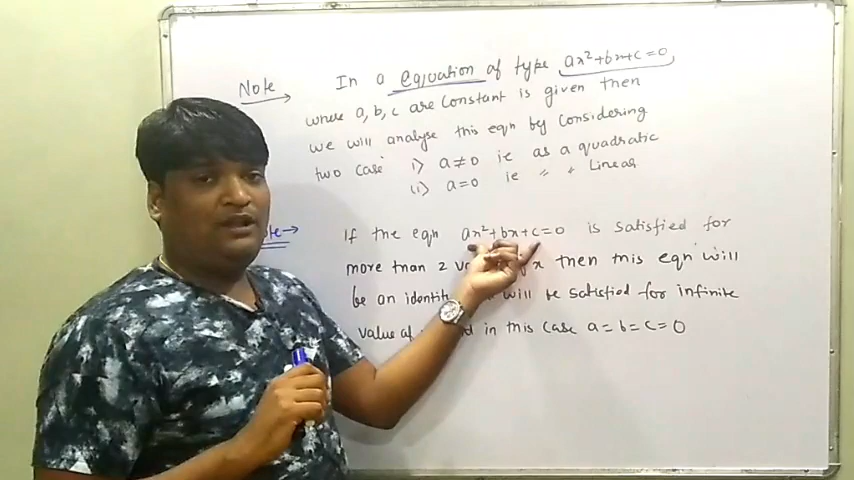 Note → In a equation of type ax²+bx+c=0
where a, b, c are constant is given then
we will analyse this eqn by considering
two case i) a≠0 ie as a quadratic
(ii) a=0 ie " " Linear
→ If the eqn ax²+bx+c=0 is satisfied for
more than 2 x then this eqn will
be an will be satisfied for infinite
value of in this case a=b=c=0